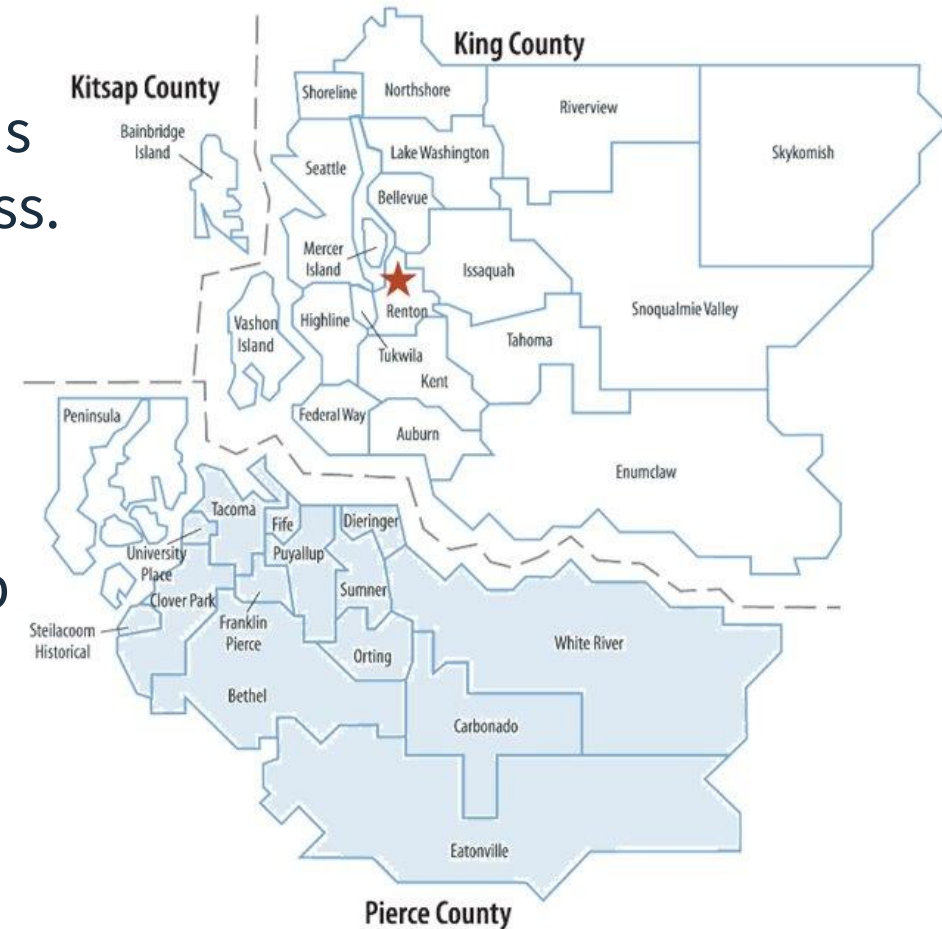 King County
Kitsap County
Shoreline
Northshore
Riverview
Bainbridge
Island
s
Skykomish
Lake Washington
Seattle
Bellevue
ss.
Mercer
Island
Issaquah
Snoqualmie Valley
Renton
Highline
Vashon
Island
Tahoma
Tukwila
Kent
Peninsula
Federal Way
Auburn
Enumclaw
Tacoma
Fife
Dieringer
University
Place
Puyallup
o
Clover Park
Sumner
Steilacoom
Historical
Franklin
Pierce
White River
Orting
Bethel
Carbonado
Eatonville
Pierce County